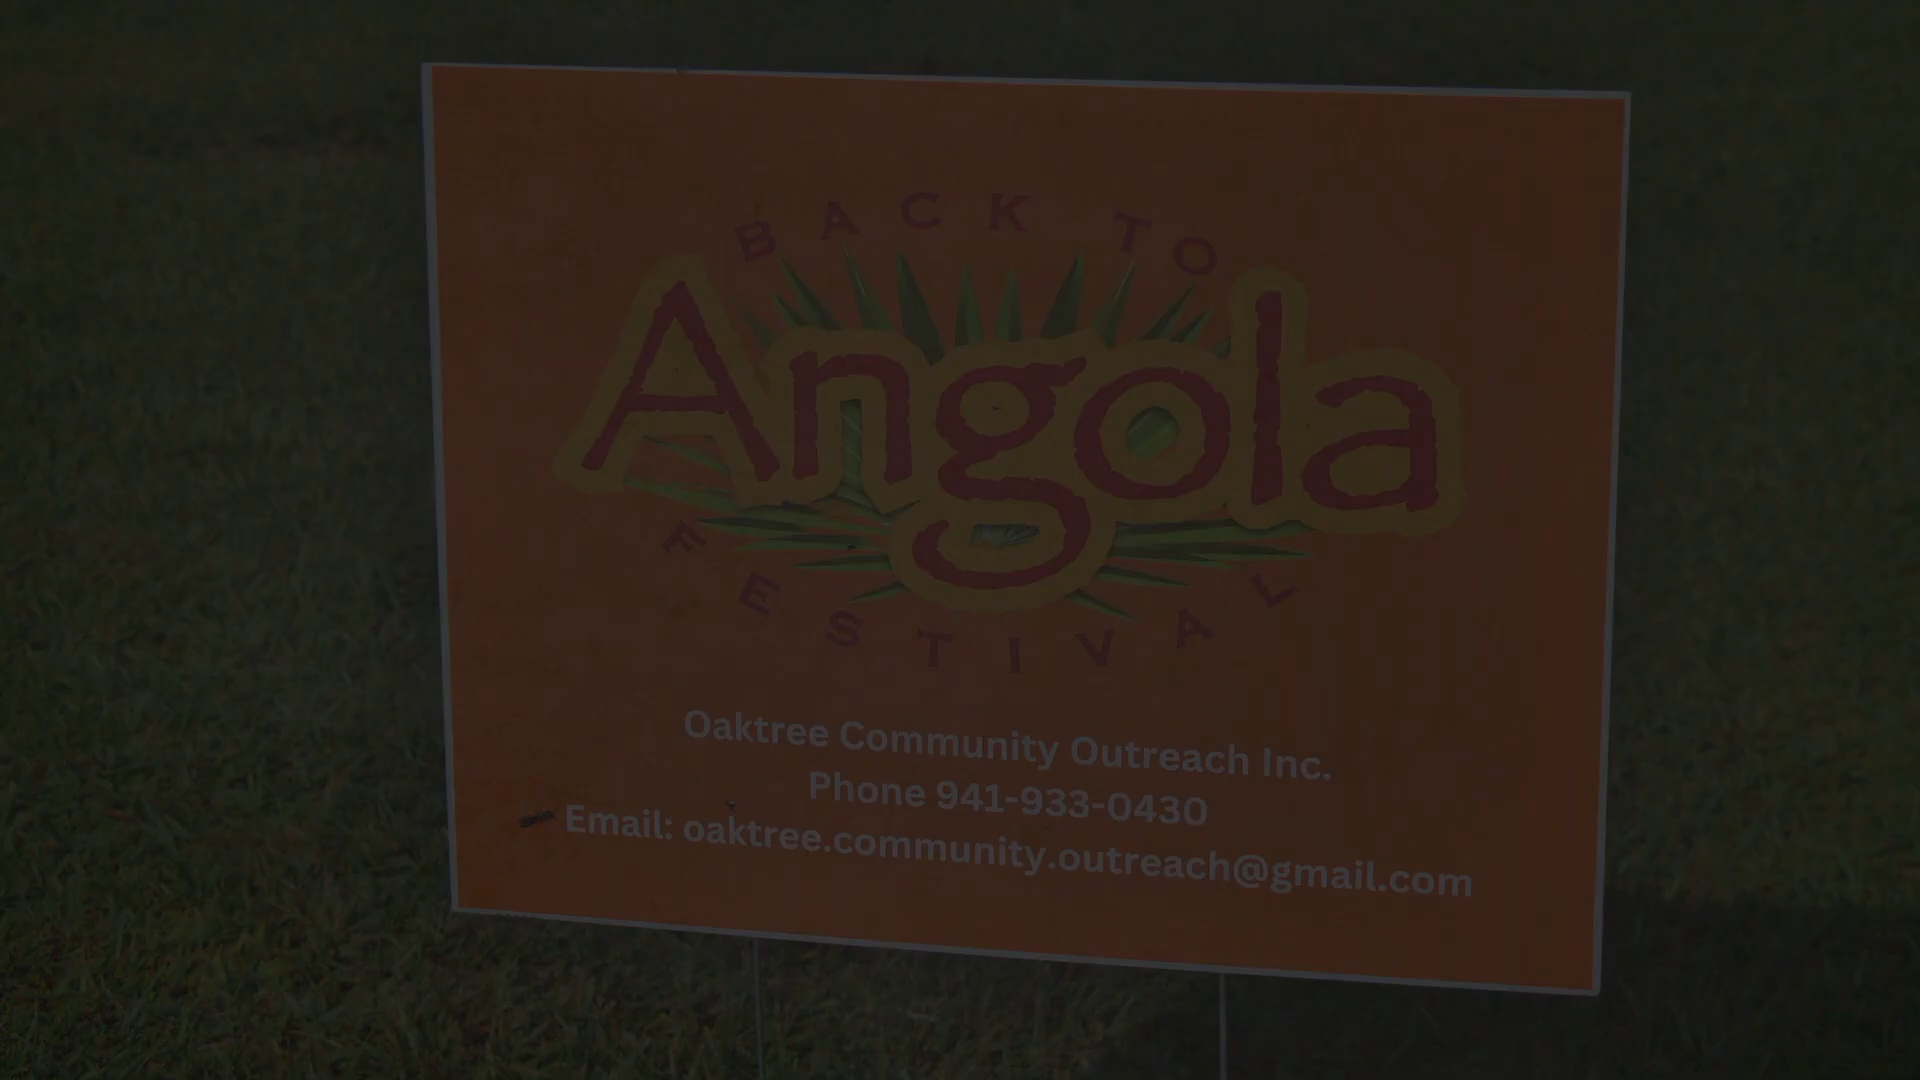 BACK TO
Angola
FESTIVAL
Oaktree Community Outreach Inc.
Phone 941-933-0430
Email: oaktree.community.outreach@gmail.com